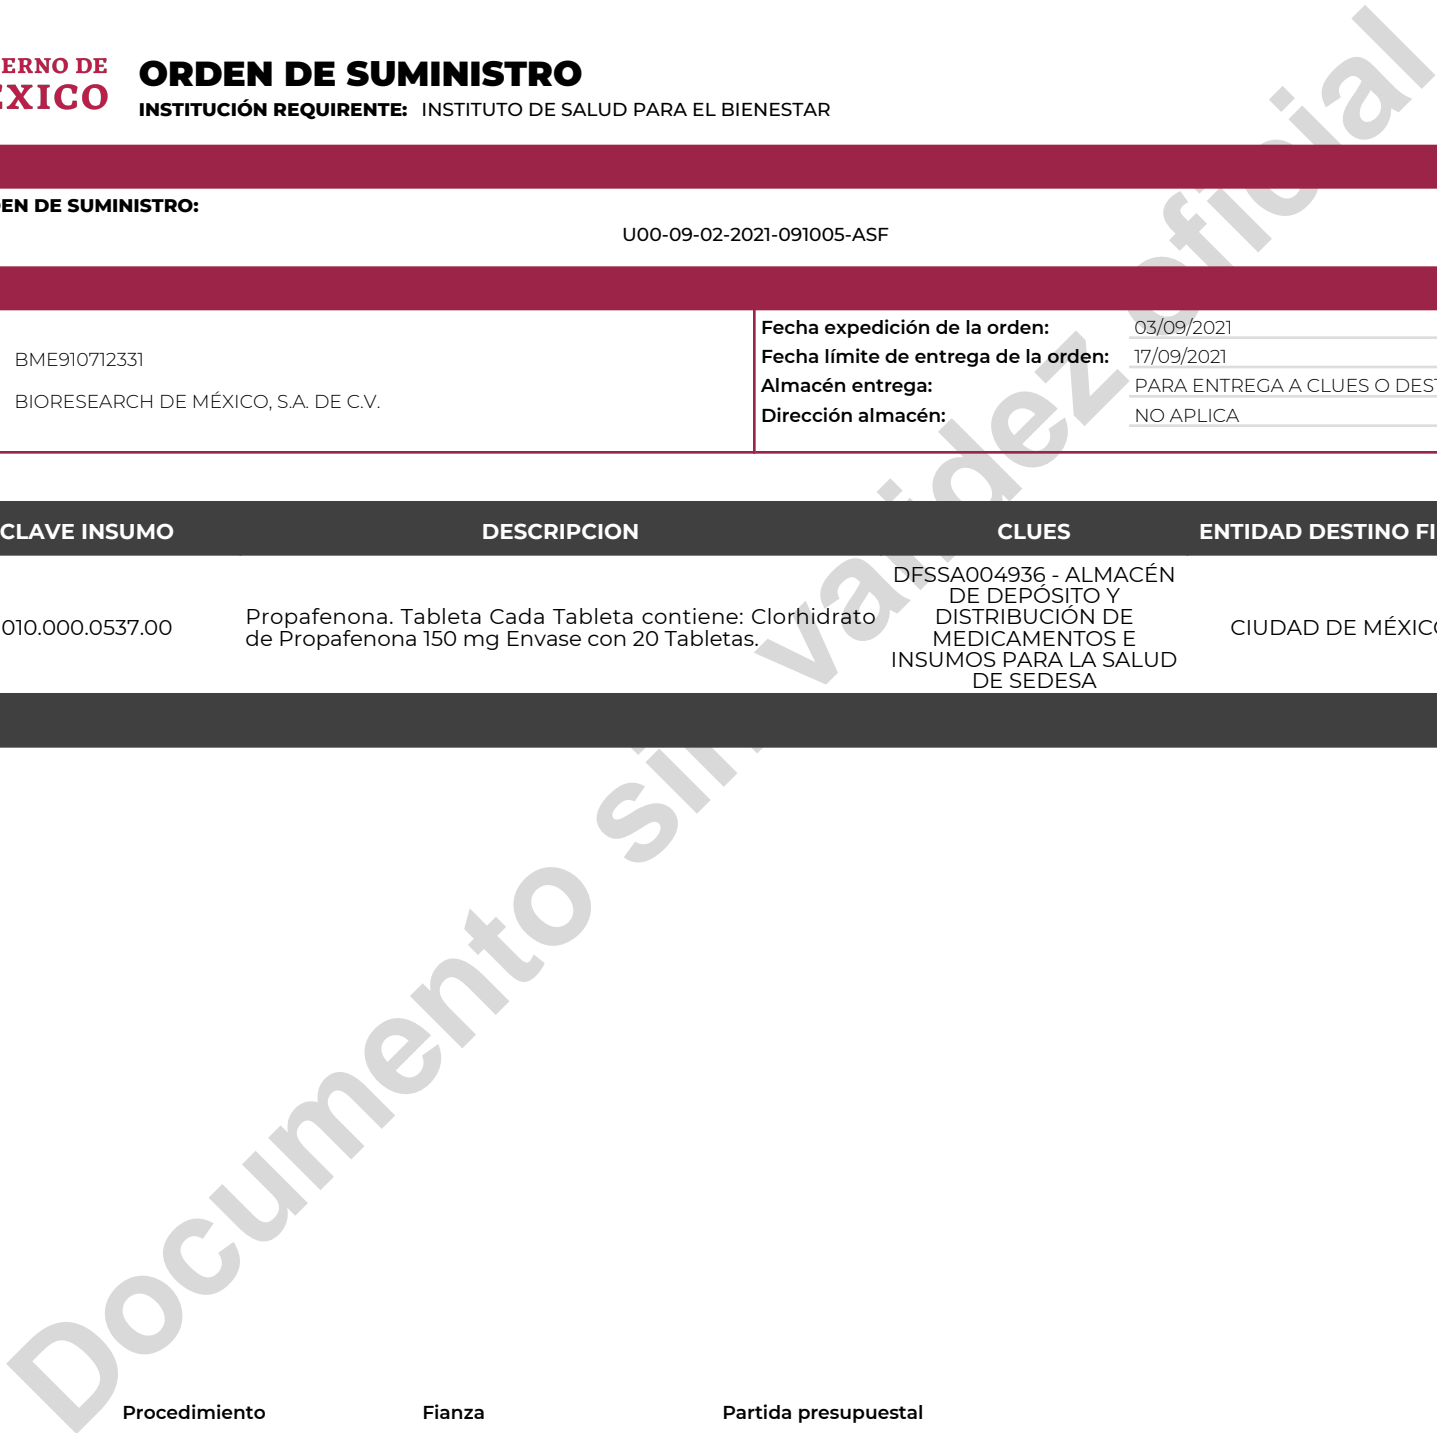 ERNO DE
ÉXICO
ORDEN DE SUMINISTRO
INSTITUCIÓN REQUIRENTE: INSTITUTO DE SALUD PARA EL BIENESTAR
EN DE SUMINISTRO:
U00-09-02-2021-091005-ASF
BME910712331
BIORESEARCH DE MÉXICO, S.A. DE C.V.
Fecha expedición de la orden: 03/09/2021
Fecha límite de entrega de la orden: 17/09/2021
Almacén entrega: PARA ENTREGA A CLUES O DEST
Dirección almacén: NO APLICA
CLAVE INSUMO DESCRIPCION CLUES ENTIDAD DESTINO FI
010.000.0537.00
Propafenona. Tableta Cada Tableta contiene: Clorhidrato
de Propafenona 150 mg Envase con 20 Tabletas.
DFSSA004936 - ALMACÉN
DE DEPÓSITO Y
DISTRIBUCIÓN DE
MEDICAMENTOS E
INSUMOS PARA LA SALUD
DE SEDESA
CIUDAD DE MÉXICO
Documento sin validez oficial
Procedimiento Fianza Partida presupuestal